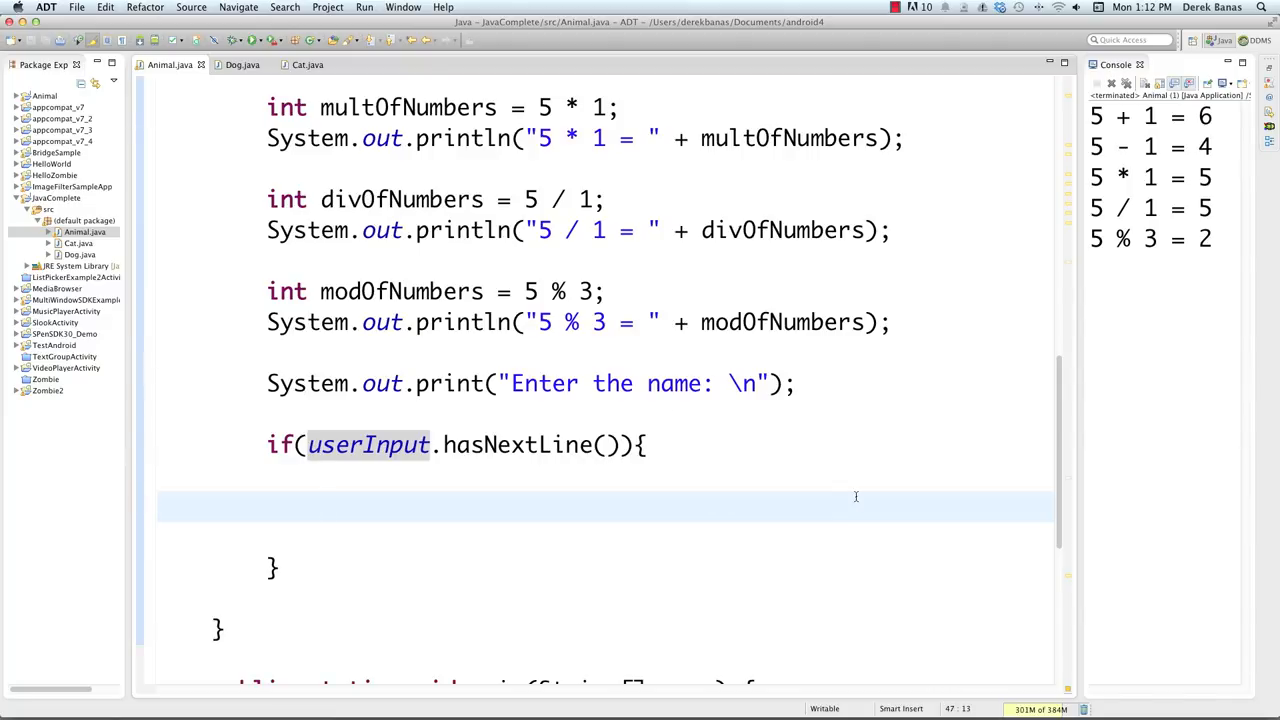 ADT File Edit Refactor Source Navigate Search Project Run Window Help 10 Mon 1:12 PM Derek Banas
Java - JavaComplete/src/Animal.java - ADT - /Users/derekbanas/Documents/android4
Quick Access Java DDMS
Package Exp
Animal
appcompat_v7
appcompat_v7_2
appcompat_v7_3
appcompat_v7_4
BridgeSample
HelloWorld
HelloZombie
ImageFilterSampleApp
JavaComplete
src
(default package)
Animal.java
Cat.java
Dog.java
JRE System Library [Ja
ListPickerExample2Activi
MediaBrowser
MultiWindowSDKExample
MusicPlayerActivity
SlookActivity
SPenSDK30_Demo
TestAndroid
TextGroupActivity
VideoPlayerActivity
Zombie
Zombie2
Animal.java Dog.java Cat.java
int multOfNumbers = 5 * 1;
System.out.println("5 * 1 = " + multOfNumbers);
int divOfNumbers = 5 / 1;
System.out.println("5 / 1 = " + divOfNumbers);
int modOfNumbers = 5 % 3;
System.out.println("5 % 3 = " + modOfNumbers);
System.out.print("Enter the name: \n");
if(userInput.hasNextLine()){
}
}
Console
<terminated> Animal (1) [Java Application] /S
5 + 1 = 6
5 - 1 = 4
5 * 1 = 5
5 / 1 = 5
5 % 3 = 2
Writable Smart Insert 47 : 13 301M of 384M